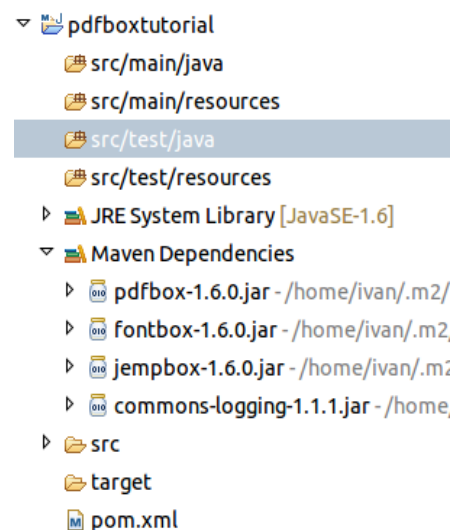 pdfboxtutorial
src/main/java
src/main/resources
src/test/java
src/test/resources
JRE System Library [JavaSE-1.6]
Maven Dependencies
pdfbox-1.6.0.jar - /home/ivan/.m2/
fontbox-1.6.0.jar - /home/ivan/.m2/
jempbox-1.6.0.jar - /home/ivan/.m2
commons-logging-1.1.1.jar - /home/
src
target
pom.xml